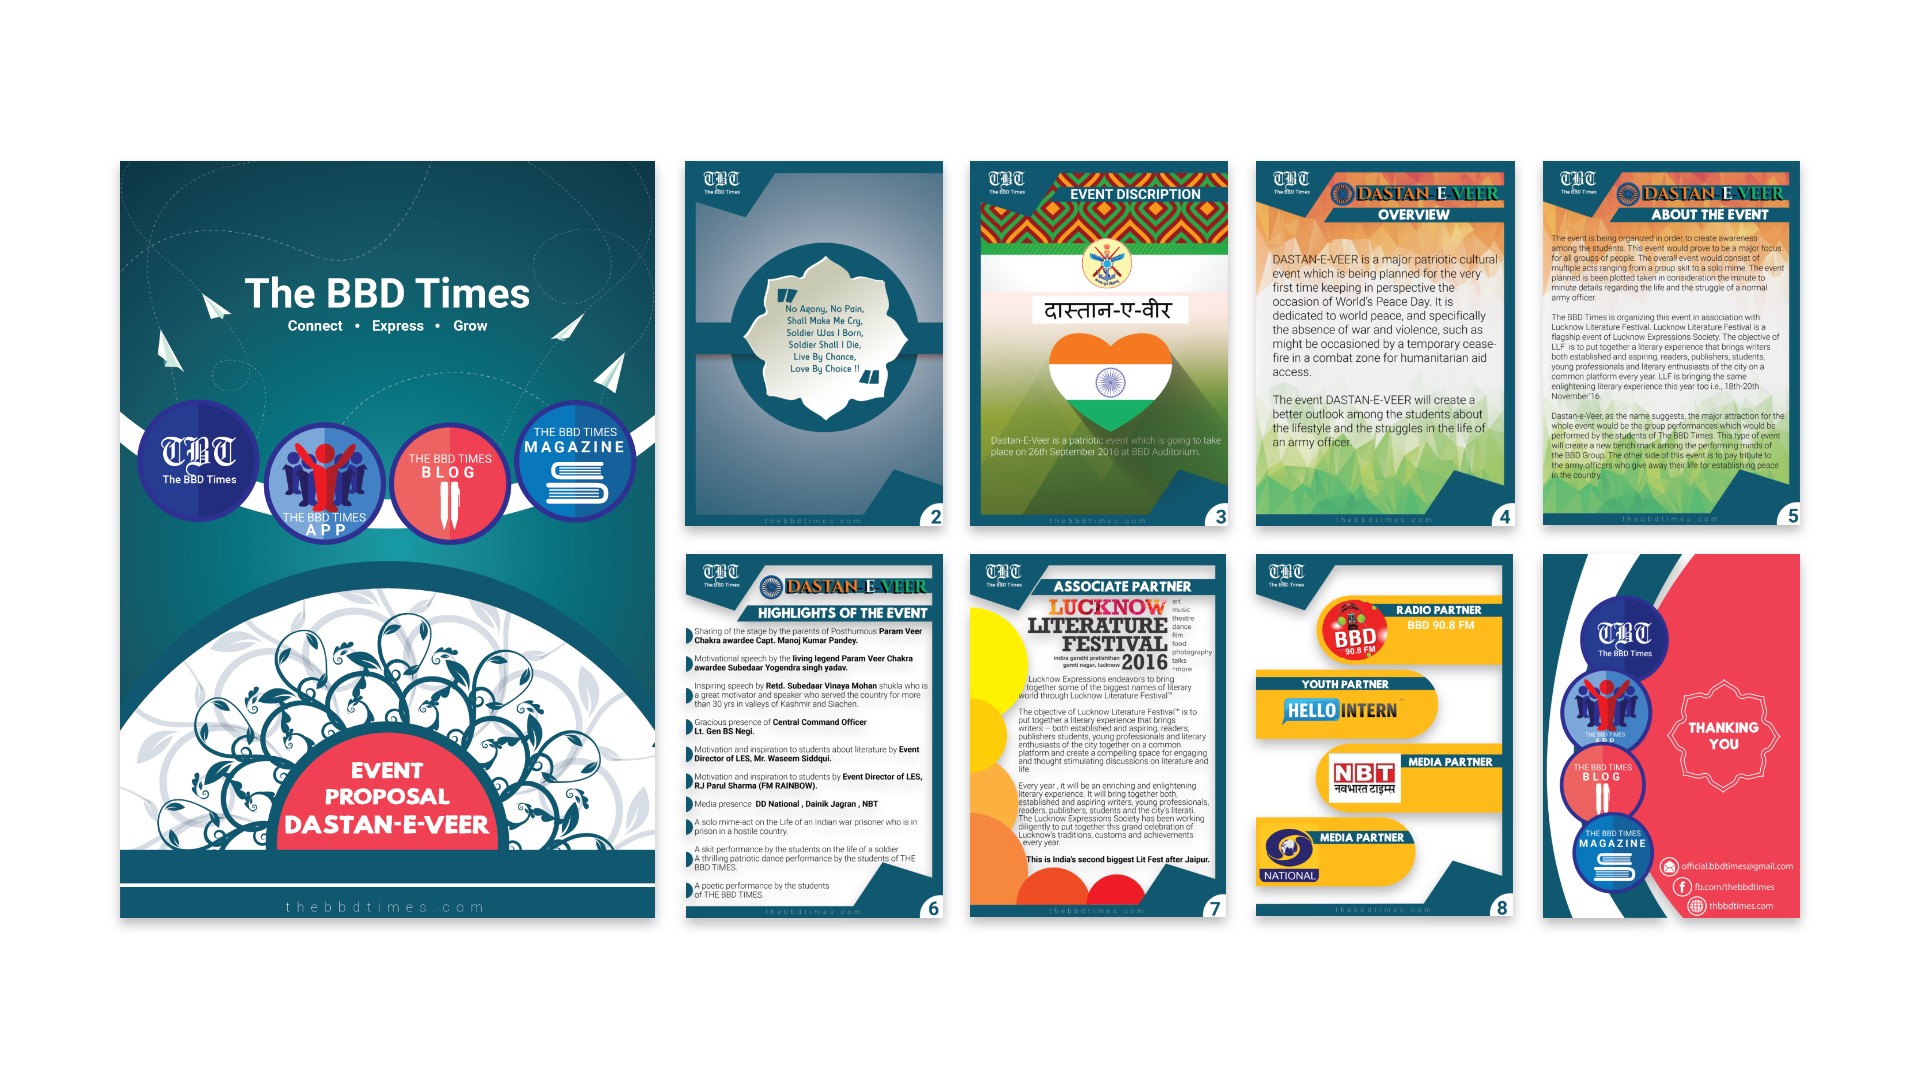 The BBD Times
Connect • Express • Grow
TBT
The BBD Times
THE BBD TIMES
APP
THE BBD TIMES
BLOG
THE BBD TIMES
MAGAZINE
EVENT
PROPOSAL
DASTAN-E-VEER
thebbdtimes.com
TBT
The BBD Times
No Agony, No Pain,
Shall Make Me Cry,
Soldier Was I Born,
Soldier Shall I Die,
Live By Chance,
Love By Choice !!
thebbdtimes.com
2
TBT
The BBD Times
EVENT DISCRIPTION
दास्तान-ए-वीर
Dastan-E-Veer is a patriotic event which is going to take
place on 26th September 2016 at BBD Auditorium.
thebbdtimes.com
3
TBT
The BBD Times
DASTAN-E-VEER
OVERVIEW
DASTAN-E-VEER is a major patriotic cultural
event which is being planned for the very
first time keeping in perspective the
occasion of World's Peace Day. It is
dedicated to world peace, and specifically
the absence of war and violence, such as
might be occasioned by a temporary cease-
fire in a combat zone for humanitarian aid
access.
The event DASTAN-E-VEER will create a
better outlook among the students about
the lifestyle and the struggles in the life of
an army officer.
thebbdtimes.com
4
TBT
The BBD Times
DASTAN-E-VEER
ABOUT THE EVENT
The event is being organized in order to create awareness
among the students. This event would prove to be a major focus
for all groups of people. The overall event would consist of
multiple acts ranging from a group skit to a solo mime. The event
planned is been plotted taken in consideration the minute to
minute details regarding the life and the struggle of a normal
army officer.
The BBD Times is organizing this event in association with
Lucknow Literature Festival. Lucknow Literature Festival is a
flagship event of Lucknow Expressions Society. The objective of
LLF is to put together a literary experience that brings writers
both established and aspiring, readers, publishers, students,
young professionals and literary enthusiasts of the city on a
common platform every year. LLF is bringing the same
enlightening literary experience this year too i.e., 18th-20th
November'16.
Dastan-e-Veer, as the name suggests, the major attraction for the
whole event would be the group performances which would be
performed by the students of The BBD Times. This type of event
will create a new bench mark among the performing minds of
the BBD Group. The other side of this event is to pay tribute to
the army officers who give away their life for establishing peace
in the country.
thebbdtimes.com
5
TBT
The BBD Times
DASTAN-E-VEER
HIGHLIGHTS OF THE EVENT
Sharing of the stage by the parents of Posthumous Param Veer
Chakra awardee Capt. Manoj Kumar Pandey.
Motivational speech by the living legend Param Veer Chakra
awardee Subedaar Yogendra singh yadav.
Inspiring speech by Retd. Subedaar Vinaya Mohan shukla who is
a great motivator and speaker who served the country for more
than 30 yrs in valleys of Kashmir and Siachen.
Gracious presence of Central Command Officer
Lt. Gen BS Negi.
Motivation and inspiration to students about literature by Event
Director of LES, Mr. Waseem Siddqui.
Motivation and inspiration to students by Event Director of LES,
RJ Parul Sharma (FM RAINBOW).
Media presence DD National , Dainik Jagran , NBT
A solo mime-act on the Life of an Indian war prisoner who is in
prison in a hostile country.
A skit performance by the students on the life of a soldier
A thrilling patriotic dance performance by the students of THE
BBD TIMES.
A poetic performance by the students
of THE BBD TIMES.
thebbdtimes.com
6
TBT
The BBD Times
ASSOCIATE PARTNER
LUCKNOW
LITERATURE
FESTIVAL
indira gandhi pratishthan
gomti nagar, lucknow
2016
art
music
theatre
dance
film
food
photography
talks
+more
Lucknow Expressions endeavors to bring
together some of the biggest names of literary
world through Lucknow Literature Festival™
The objective of Lucknow Literature Festival™ is to
put together a literary experience that brings
writers – both established and aspiring, readers,
publishers students, young professionals and literary
enthusiasts of the city together on a common
platform and create a compelling space for engaging
and thought stimulating discussions on literature and
life.
Every year , it will be an enriching and enlightening
literary experience. It will bring together both,
established and aspiring writers, young professionals,
readers, publishers, students and the city's literati.
The Lucknow Expressions Society has been working
diligently to put together this grand celebration of
Lucknow's traditions, customs and achievements
every year.
This is India's second biggest Lit Fest after Jaipur.
thebbdtimes.com
7
TBT
The BBD Times
BBD
90.8 FM
RADIO PARTNER
BBD 90.8 FM
YOUTH PARTNER
HELLO INTERN
NBT
नवभारत टाइम्स
MEDIA PARTNER
NATIONAL
MEDIA PARTNER
thebbdtimes.com
8
TBT
The BBD Times
THE BBD TIMES
APP
THE BBD TIMES
BLOG
THE BBD TIMES
MAGAZINE
THANKING
YOU
official.bbdtimes@gmail.com
fb.com/thebbdtimes
thbbdtimes.com